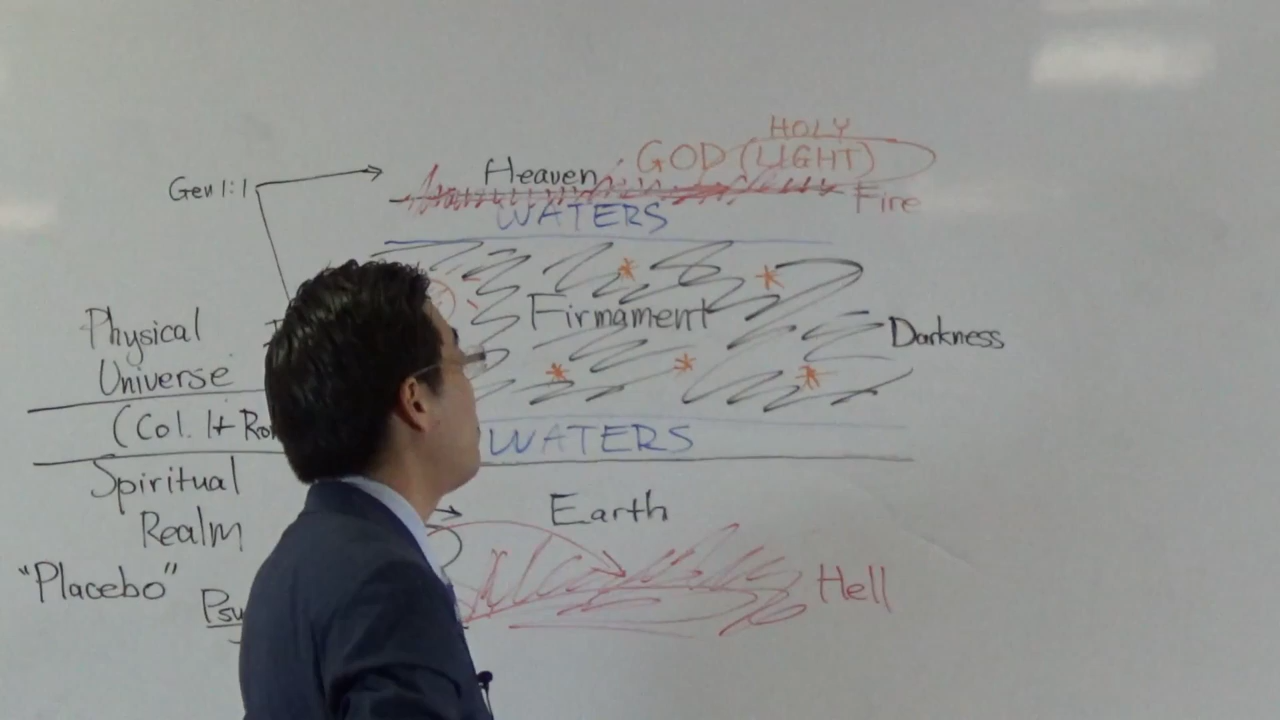 HOLY
Gen 1:1
Heaven
GOD (LIGHT)
Fire
WATERS
Physical
Universe
Firmament
Darkness
(Col. 1 +
WATERS
Spiritual
Realm
Earth
"Placebo"
Hell